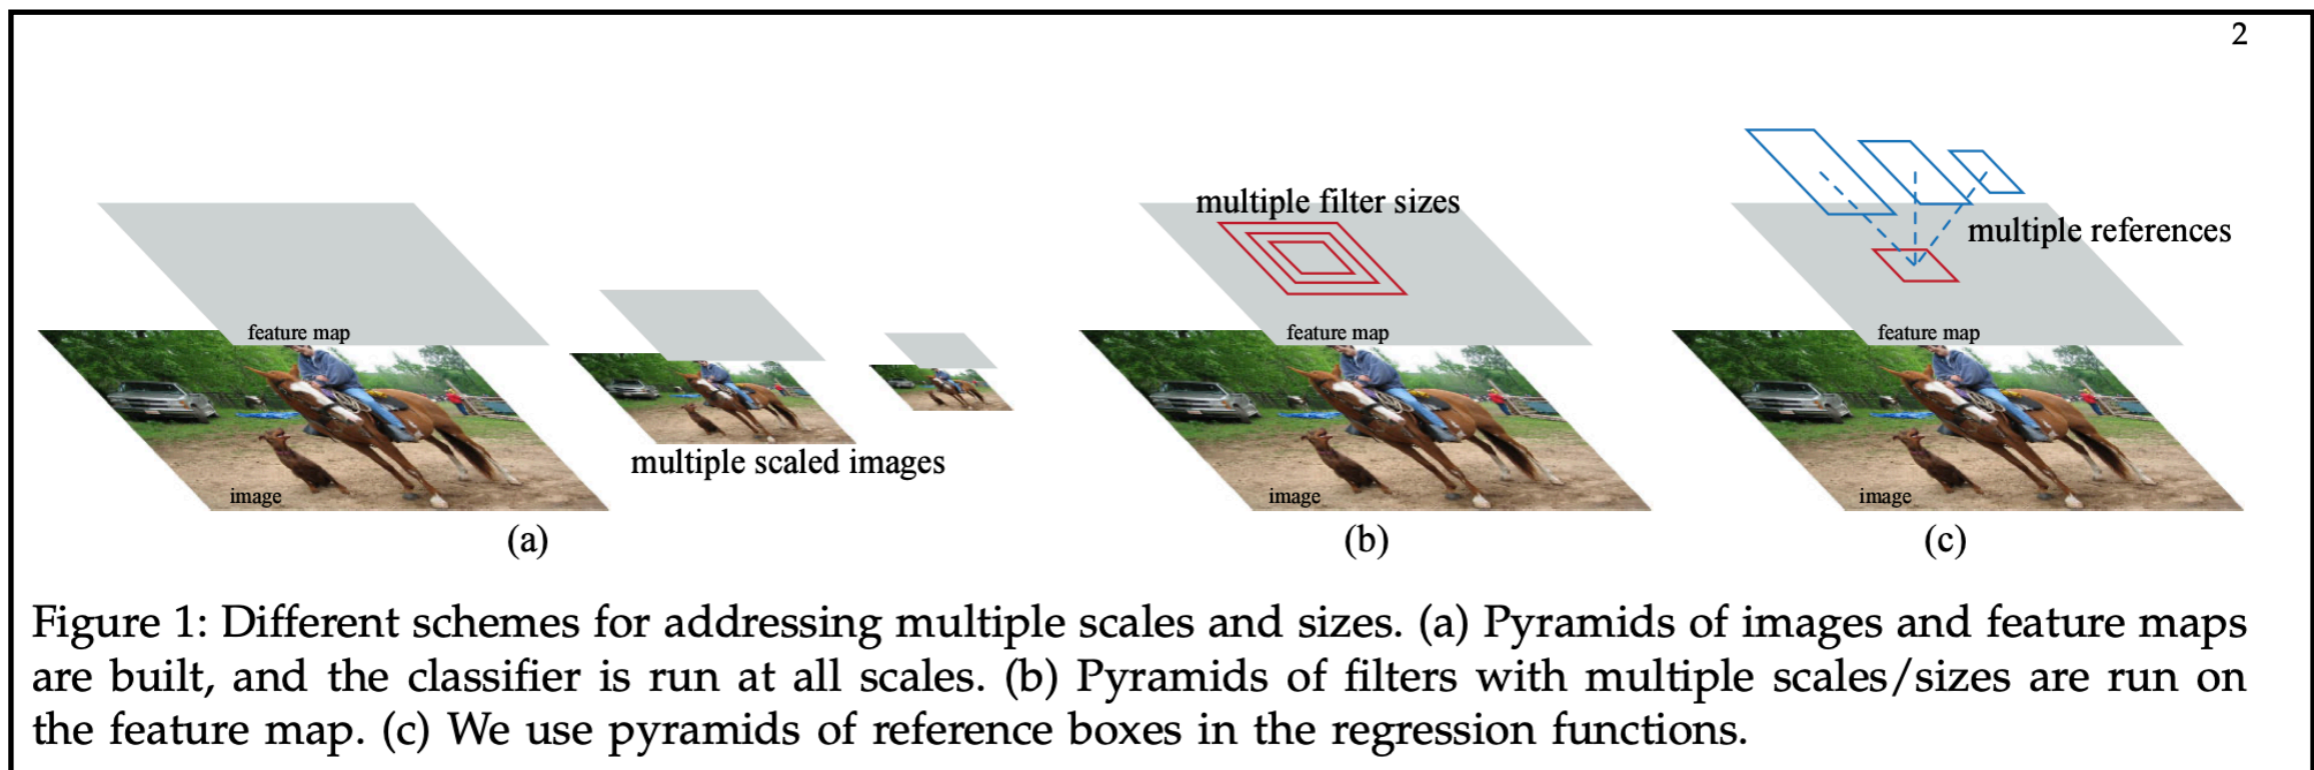 2
multiple filter sizes
multiple references
feature map
feature map
feature map
multiple scaled images
image
image
image
(a)
(b)
(c)
Figure 1: Different schemes for addressing multiple scales and sizes. (a) Pyramids of images and feature maps
are built, and the classifier is run at all scales. (b) Pyramids of filters with multiple scales/sizes are run on
the feature map. (c) We use pyramids of reference boxes in the regression functions.